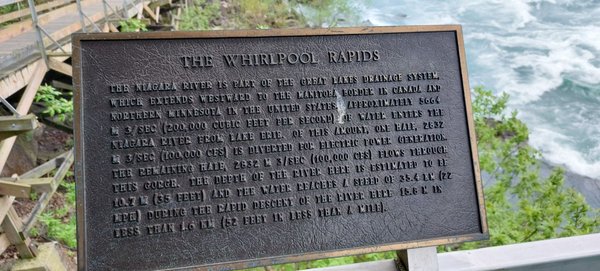 THE WHIRLPOOL RAPIDS
THE NIAGARA RIVER IS PART OF THE GREAT LAKES DRAINAGE SYSTEM,
WHICH EXTENDS WESTWARD TO THE MANITOBA BORDER IN CANADA AND
NORTHERN MINNESOTA IN THE UNITED STATES. APPROXIMATELY 5664
M 3/SEC (200,000 CUBIC FEET PER SECOND) OF WATER ENTERS THE
NIAGARA RIVER FROM LAKE ERIE. OF THIS AMOUNT, ONE HALF, 2632
M 3/SEC (100,000 CFS) IS DIVERTED FOR ELECTRIC POWER GENERATION.
THE REMAINING HALF, 2632 M 3/SEC (100,000 CFS) FLOWS THROUGH
THIS GORGE. THE DEPTH OF THE RIVER HERE IS ESTIMATED TO BE
10.7 M (35 FEET) AND THE WATER REACHES A SPEED OF 35.4 KM (22
MPH) DURING THE RAPID DESCENT OF THE RIVER HERE 15.8 M IN
LESS THAN 1.6 KM. (52 FEET IN LESS THAN A MILE).